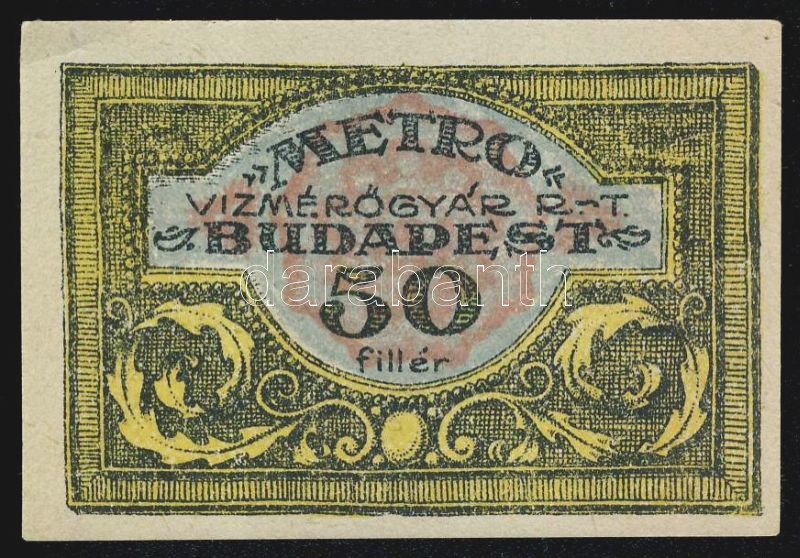 „METRO“
VIZMÉRŐGYÁR R.-T.
BUDAPEST
darabanth
50
fillér